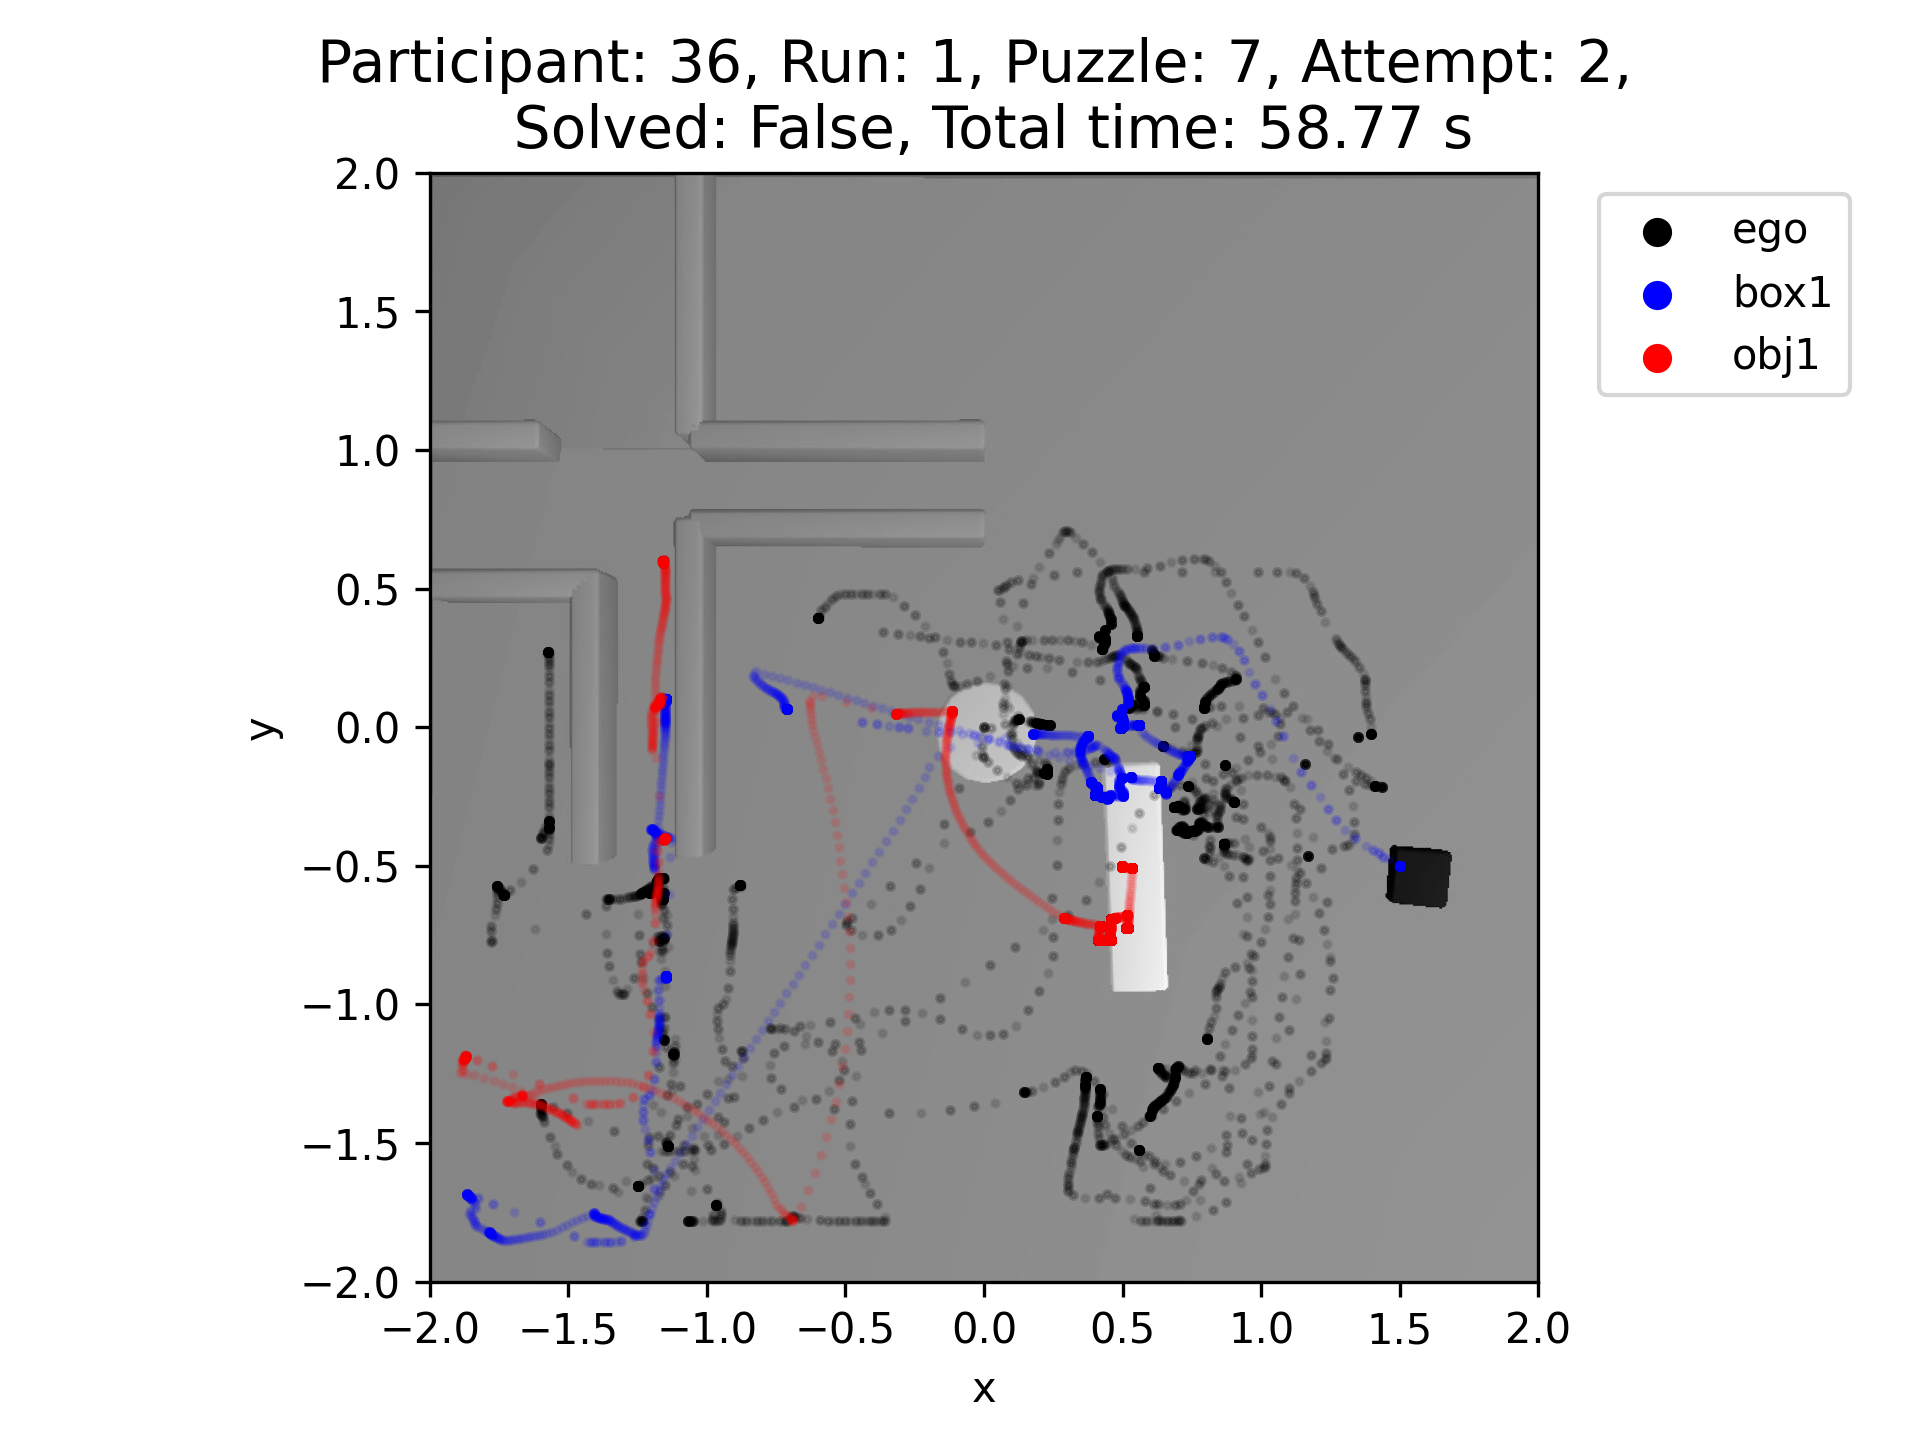 Participant: 36, Run: 1, Puzzle: 7, Attempt: 2,
Solved: False, Total time: 58.77 s
ego
box1
obj1
2.0
1.5
1.0
0.5
0.0
−0.5
−1.0
−1.5
−2.0
y
−2.0 −1.5 −1.0 −0.5 0.0 0.5 1.0 1.5 2.0
x